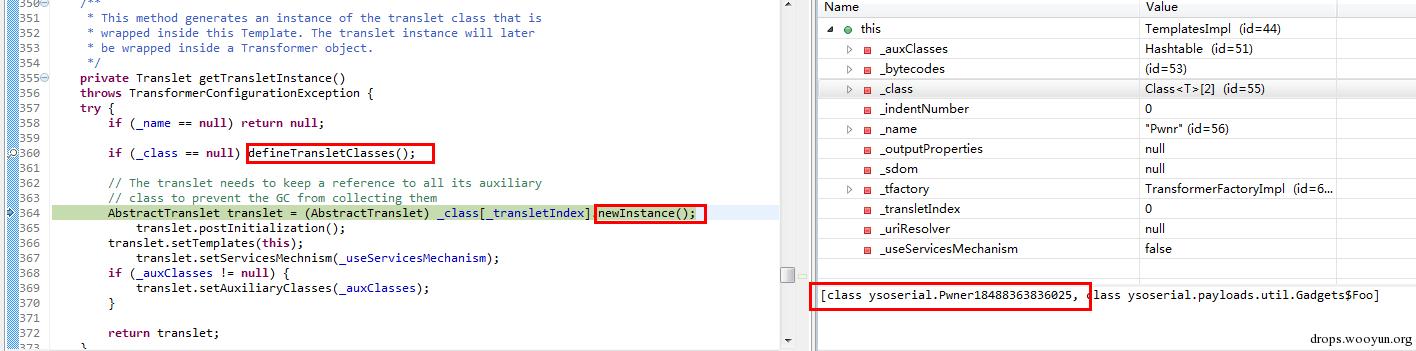 350
351 /**
* This method generates an instance of the translet class that is
352 * wrapped inside this Template. The translet instance will later
353 * be wrapped inside a Transformer object.
354 */
355 private Translet getTransletInstance()
356 throws TransformerConfigurationException {
357 try {
358 if (_name == null) return null;
359
360 if (_class == null) defineTransletClasses();
361
362 // The translet needs to keep a reference to all its auxiliary
363 // class to prevent the GC from collecting them
364 AbstractTranslet translet = (AbstractTranslet) _class[_transletIndex].newInstance();
365 translet.postInitialization();
366 translet.setTemplates(this);
367 translet.setServicesMechnism(_useServicesMechanism);
368 if (_auxClasses != null) {
369 translet.setAuxiliaryClasses(_auxClasses);
370 }
371
372 return translet;
373 }
Name Value
this TemplatesImpl (id=44)
_auxClasses Hashtable (id=51)
_bytecodes (id=53)
_class Class<T>[2] (id=55)
_indentNumber 0
_name "Pwnr" (id=56)
_outputProperties null
_sdom null
_tfactory TransformerFactoryImpl (id=6...
_transletIndex 0
_uriResolver null
_useServicesMechanism false
[class ysoserial.Pwner18488363836025, class ysoserial.payloads.util.Gadgets$Foo]
drops.wooyun.org